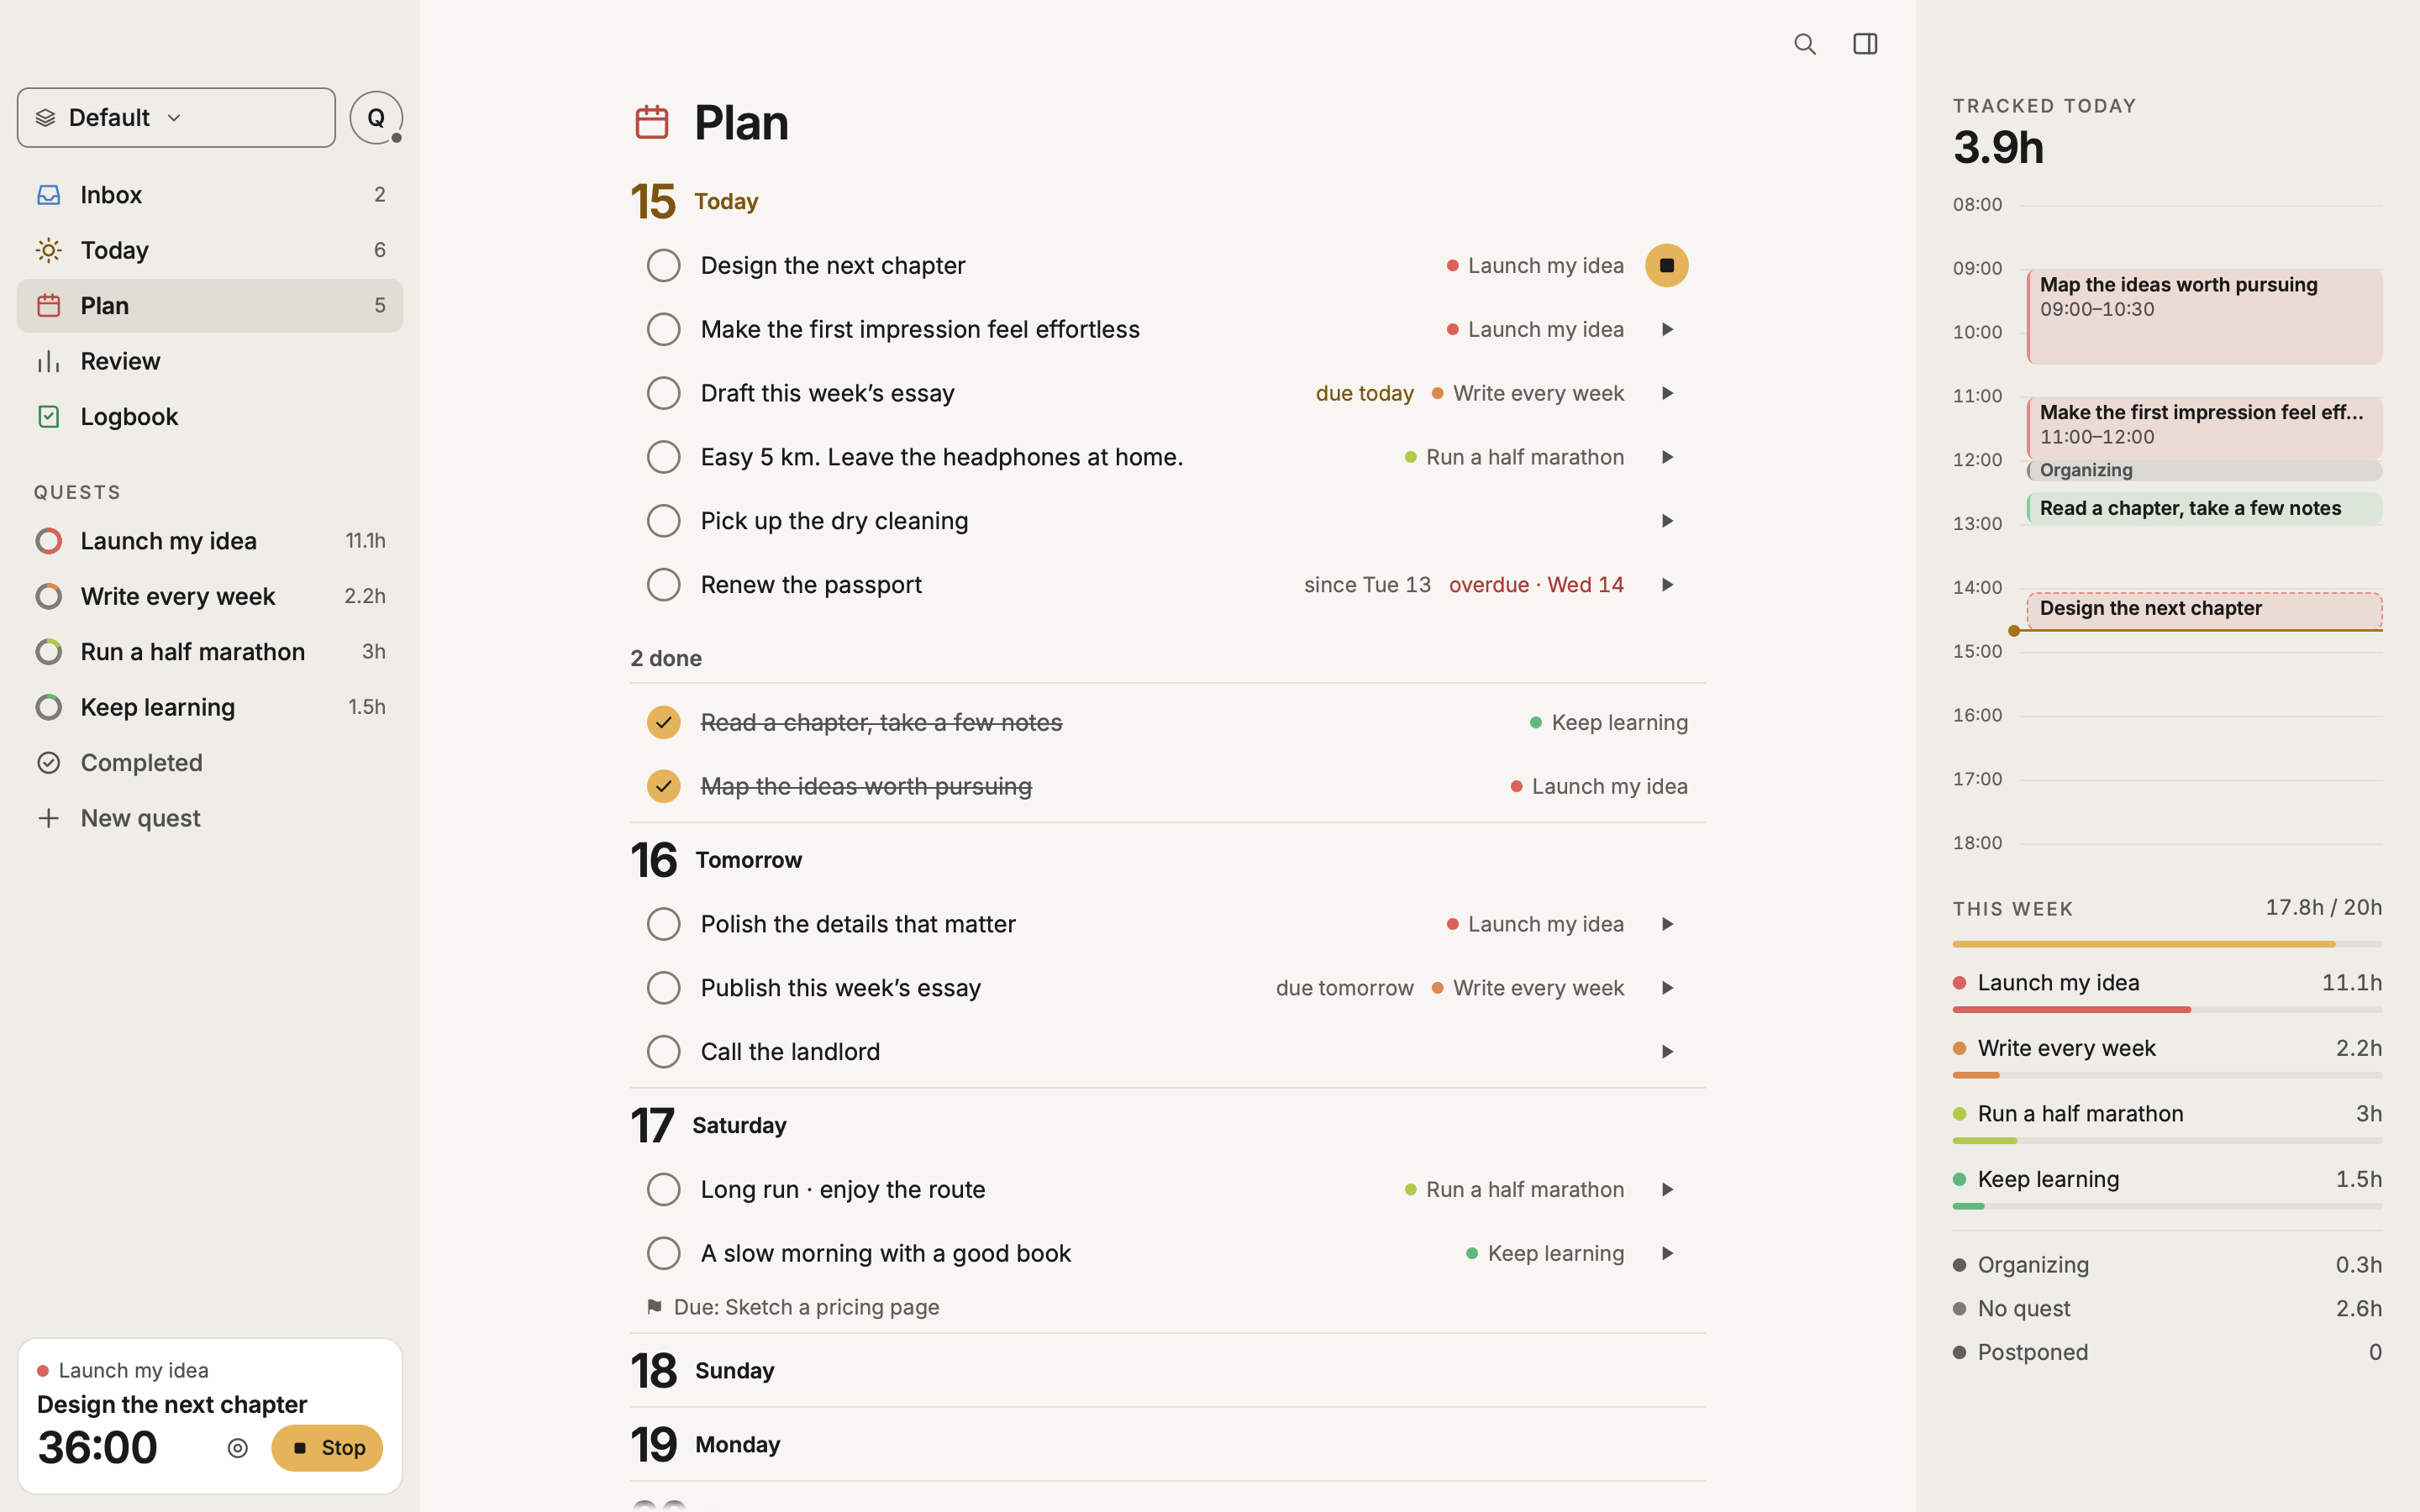 Default
Q
Inbox 2
Today 6
Plan 5
Review
Logbook
QUESTS
Launch my idea 11.1h
Write every week 2.2h
Run a half marathon 3h
Keep learning 1.5h
Completed
New quest
Launch my idea
Design the next chapter
36:00 Stop
Plan
15 Today
Design the next chapter Launch my idea
Make the first impression feel effortless Launch my idea
Draft this week’s essay due today Write every week
Easy 5 km. Leave the headphones at home. Run a half marathon
Pick up the dry cleaning
Renew the passport since Tue 13 overdue · Wed 14
2 done
Read a chapter, take a few notes Keep learning
Map the ideas worth pursuing Launch my idea
16 Tomorrow
Polish the details that matter Launch my idea
Publish this week’s essay due tomorrow Write every week
Call the landlord
17 Saturday
Long run · enjoy the route Run a half marathon
A slow morning with a good book Keep learning
Due: Sketch a pricing page
18 Sunday
19 Monday
TRACKED TODAY
3.9h
08:00
09:00
Map the ideas worth pursuing
09:00–10:30
10:00
11:00
Make the first impression feel eff...
11:00–12:00
12:00
Organizing
Read a chapter, take a few notes
13:00
14:00
Design the next chapter
15:00
16:00
17:00
18:00
THIS WEEK 17.8h / 20h
Launch my idea 11.1h
Write every week 2.2h
Run a half marathon 3h
Keep learning 1.5h
Organizing 0.3h
No quest 2.6h
Postponed 0